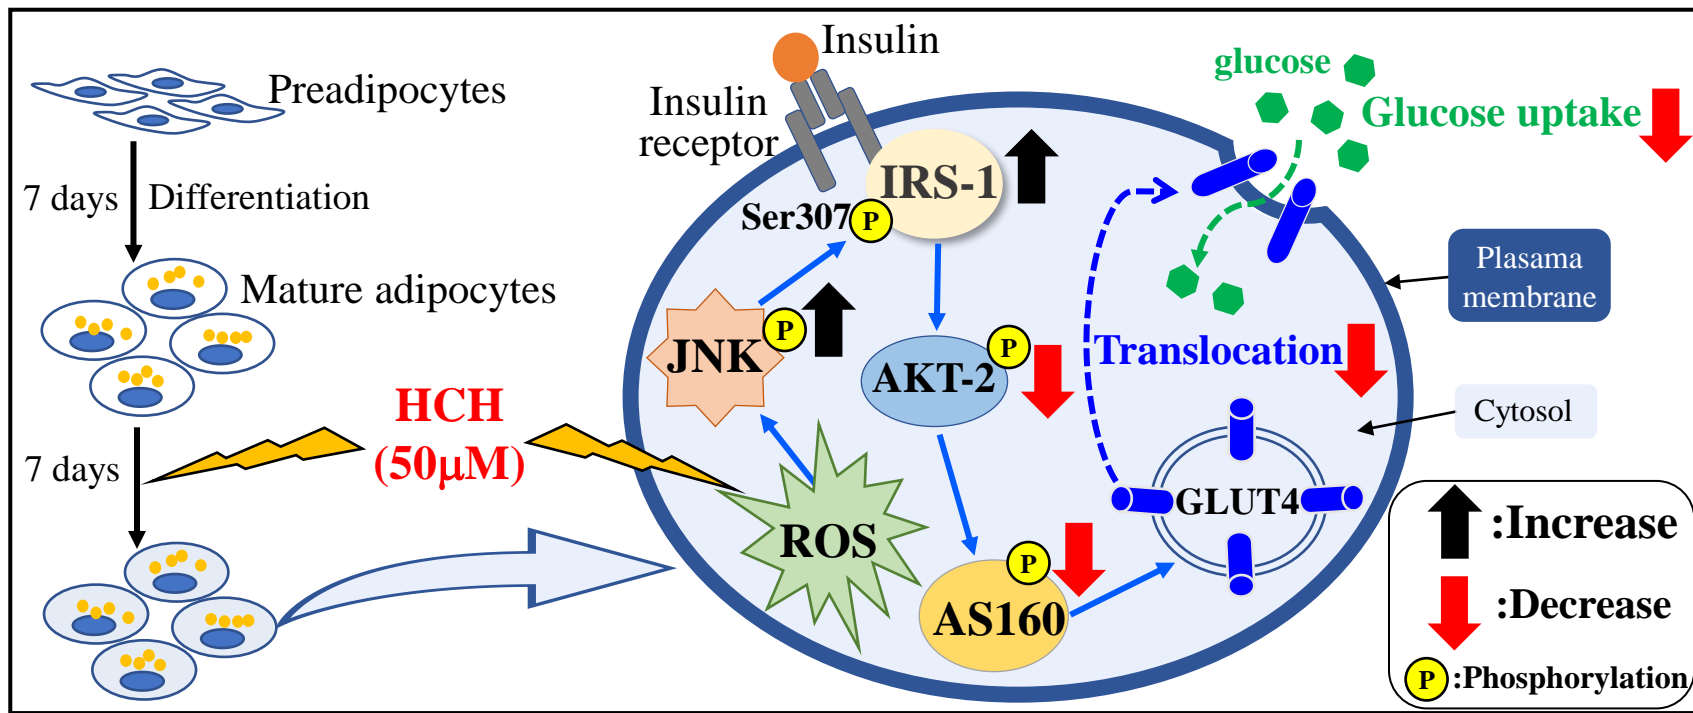 Preadipocytes
7 days
Differentiation
Mature adipocytes
7 days
HCH
(50μM)
Insulin
Insulin
receptor
IRS-1
Ser307
P
P
JNK
ROS
AKT-2
P
P
AS160
GLUT4
Translocation
glucose
Glucose uptake
Plasama
membrane
Cytosol
:Increase
:Decrease
P :Phosphorylation